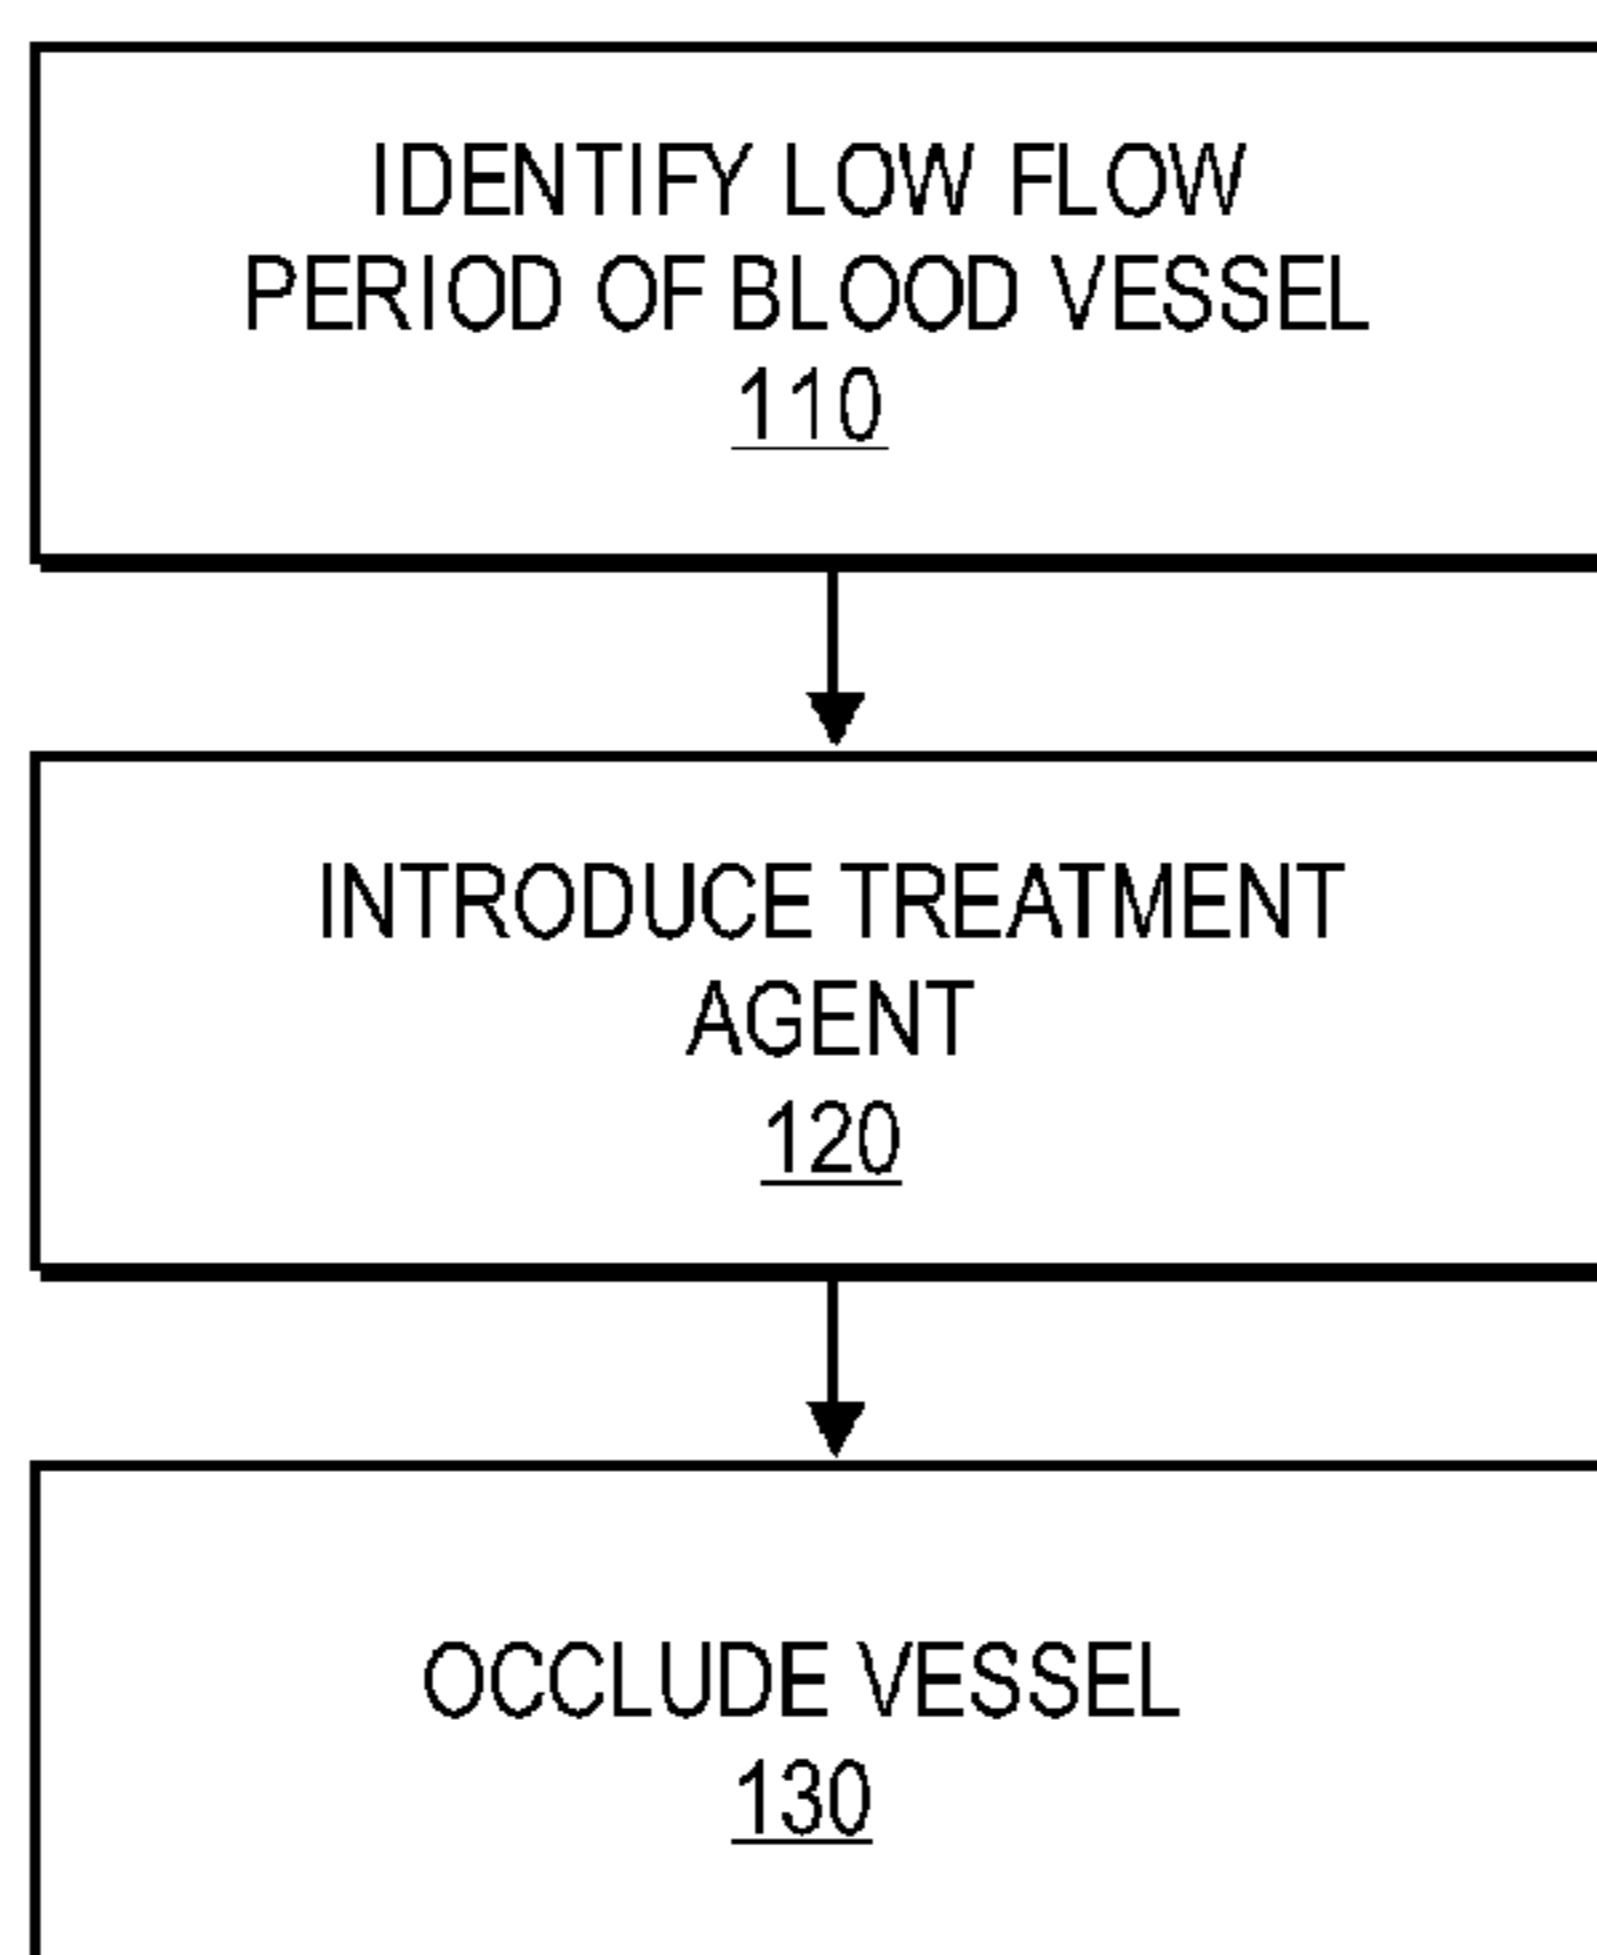 IDENTIFY LOW FLOW
PERIOD OF BLOOD VESSEL
110
INTRODUCE TREATMENT
AGENT
120
OCCLUDE VESSEL
130